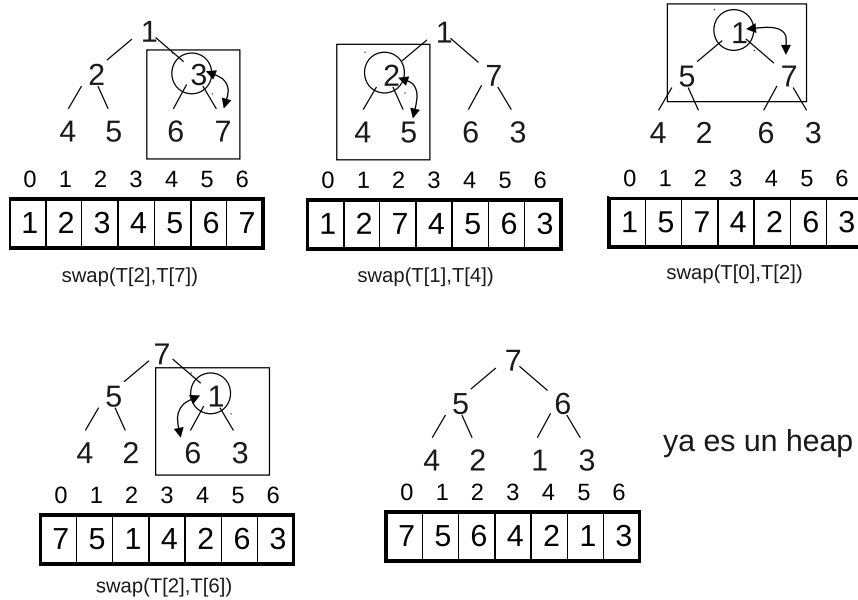 1
2 3
4 5 6 7
0 1 2 3 4 5 6
1 2 3 4 5 6 7
swap(T[2],T[7])
1
2 7
4 5 6 3
0 1 2 3 4 5 6
1 2 7 4 5 6 3
swap(T[1],T[4])
1
5 7
4 2 6 3
0 1 2 3 4 5 6
1 5 7 4 2 6 3
swap(T[0],T[2])
7
5 1
4 2 6 3
0 1 2 3 4 5 6
7 5 1 4 2 6 3
swap(T[2],T[6])
7
5 6
4 2 1 3
0 1 2 3 4 5 6
7 5 6 4 2 1 3
ya es un heap